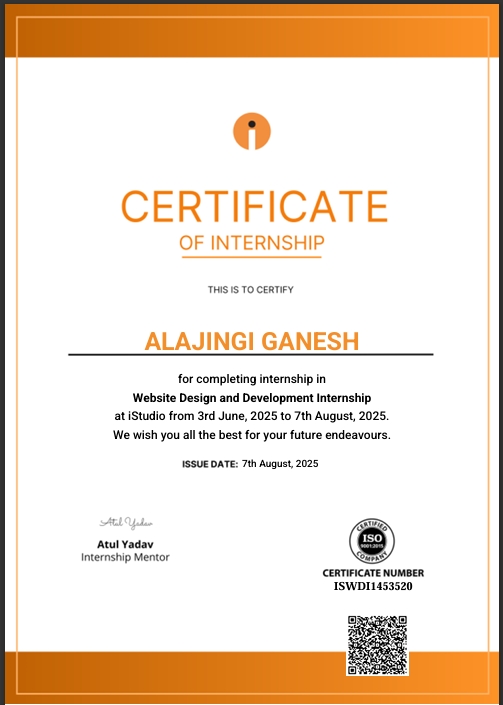 CERTIFICATE
OF INTERNSHIP
THIS IS TO CERTIFY
ALAJINGI GANESH
for completing internship in
Website Design and Development Internship
at iStudio from 3rd June, 2025 to 7th August, 2025.
We wish you all the best for your future endeavours.
ISSUE DATE: 7th August, 2025
Atul Yadav
Atul Yadav
Internship Mentor
CERTIFIED
ISO
9001:2015
COMPANY
CERTIFICATE NUMBER
ISWDI1453520